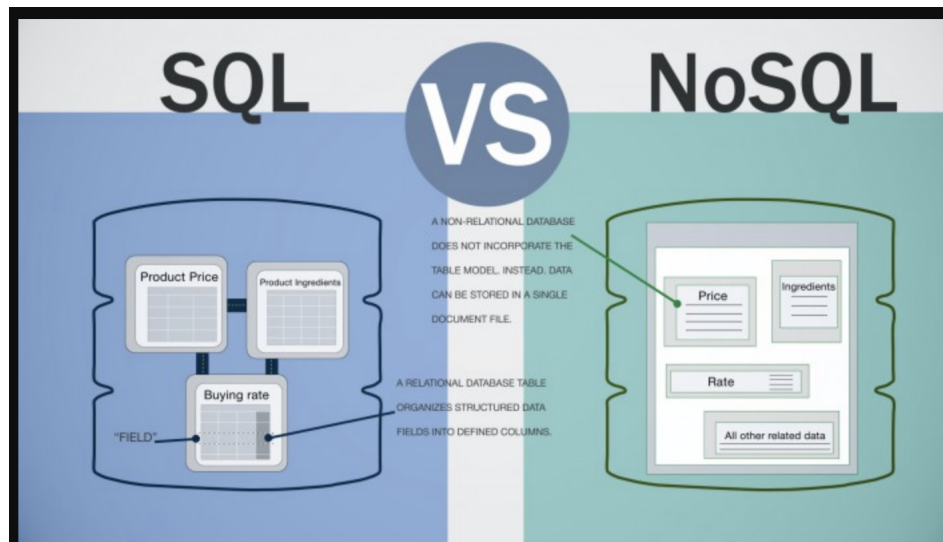 SQL
VS
NoSQL
A NON-RELATIONAL DATABASE
DOES NOT INCORPORATE THE
TABLE MODEL. INSTEAD. DATA
CAN BE STORED IN A SINGLE
DOCUMENT FILE.
Product Price
Product Ingredients
Buying rate
"FIELD"
A RELATIONAL DATABASE TABLE
ORGANIZES STRUCTURED DATA
FIELDS INTO DEFINED COLUMNS.
Price
Ingredients
Rate
All other related data